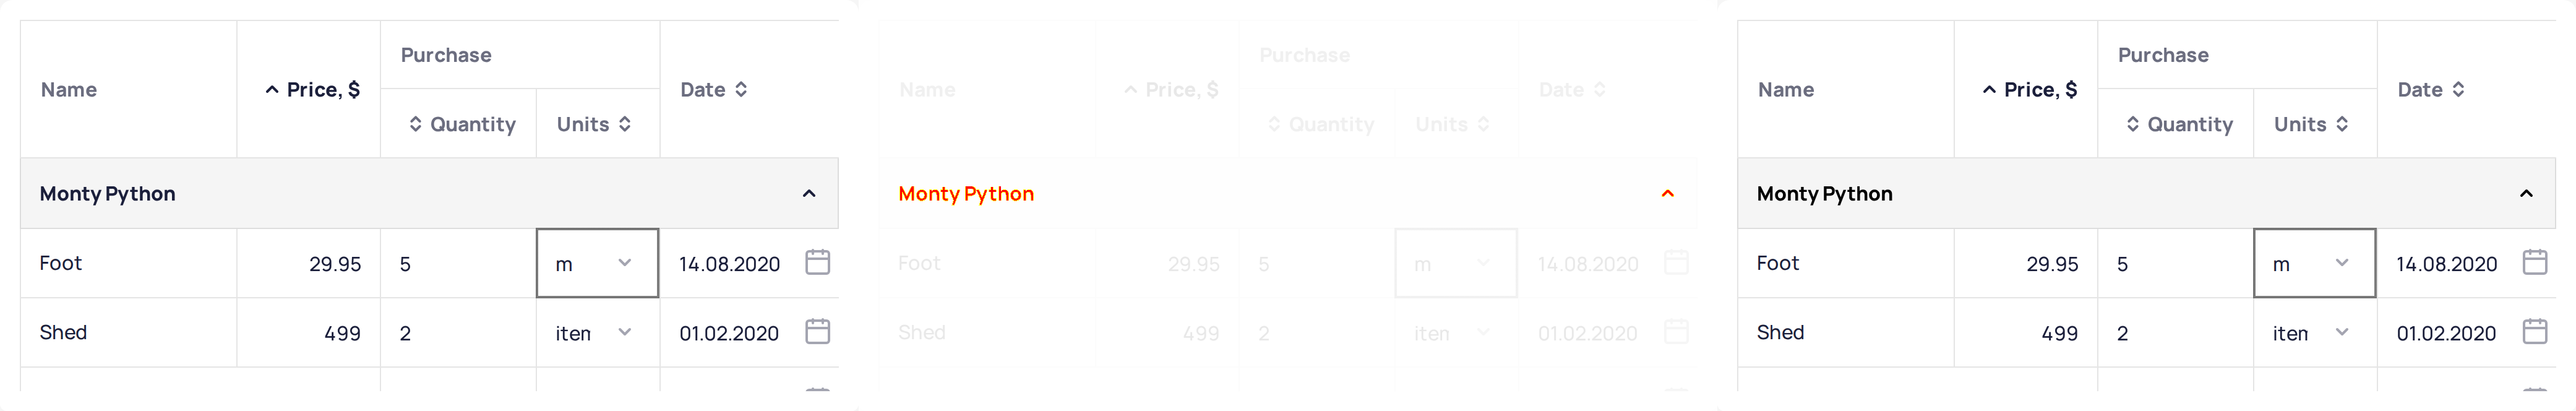 Purchase
Name
Price, $
Date
Quantity
Units
Monty Python
Foot
29.95
5
m
14.08.2020
Shed
499
2
iten
01.02.2020
Purchase
Name
Price, $
Date
Quantity
Units
Monty Python
Foot
29.95
5
m
14.08.2020
Shed
499
2
iten
01.02.2020
Purchase
Name
Price, $
Date
Quantity
Units
Monty Python
Foot
29.95
5
m
14.08.2020
Shed
499
2
iten
01.02.2020